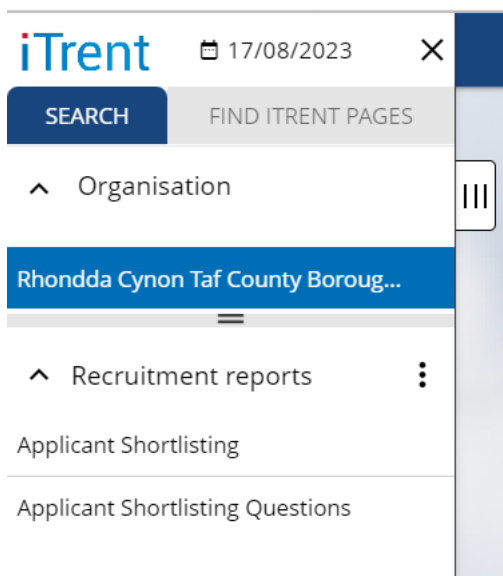 iTrent 17/08/2023
SEARCH FIND ITRENT PAGES
Organisation
Rhondda Cynon Taf County Boroug...
Recruitment reports
Applicant Shortlisting
Applicant Shortlisting Questions